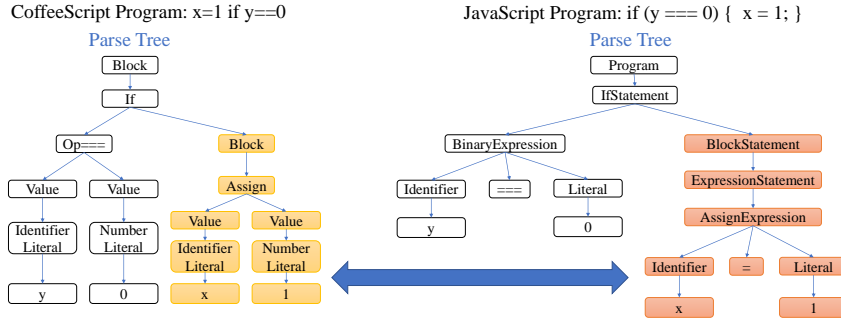 CoffeeScript Program: x=1 if y==0
Parse Tree
Block
If
Op===
Block
Value
Value
Assign
Identifier
Literal
Number
Literal
Value
Value
Identifier
Literal
Number
Literal
y
0
x
1
JavaScript Program: if (y === 0) { x = 1; }
Parse Tree
Program
IfStatement
BinaryExpression
BlockStatement
Identifier
===
Literal
ExpressionStatement
y
0
AssignExpression
Identifier
=
Literal
x
1